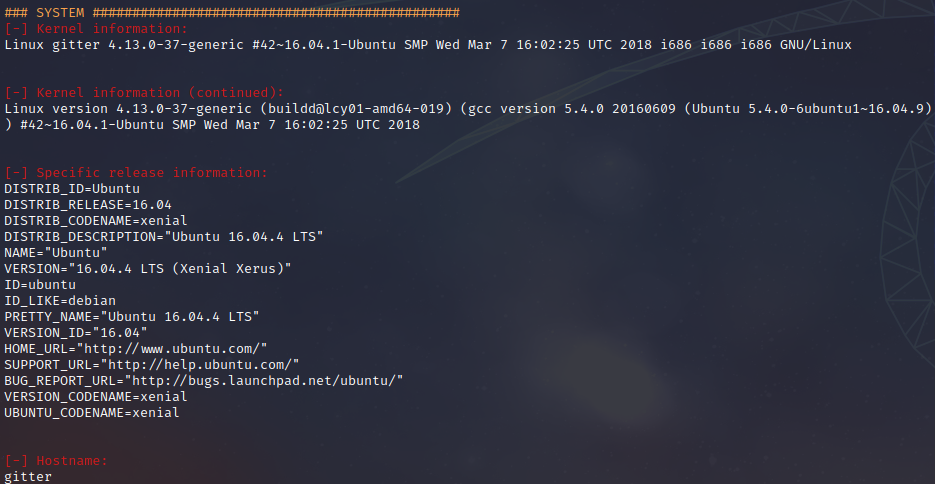 ### SYSTEM ##############################################
[-] Kernel information:
Linux gitter 4.13.0-37-generic #42~16.04.1-Ubuntu SMP Wed Mar 7 16:02:25 UTC 2018 i686 i686 i686 GNU/Linux
[-] Kernel information (continued):
Linux version 4.13.0-37-generic (buildd@lcy01-amd64-019) (gcc version 5.4.0 20160609 (Ubuntu 5.4.0-6ubuntu1~16.04.9)
) #42~16.04.1-Ubuntu SMP Wed Mar 7 16:02:25 UTC 2018
[-] Specific release information:
DISTRIB_ID=Ubuntu
DISTRIB_RELEASE=16.04
DISTRIB_CODENAME=xenial
DISTRIB_DESCRIPTION="Ubuntu 16.04.4 LTS"
NAME="Ubuntu"
VERSION="16.04.4 LTS (Xenial Xerus)"
ID=ubuntu
ID_LIKE=debian
PRETTY_NAME="Ubuntu 16.04.4 LTS"
VERSION_ID="16.04"
HOME_URL="http://www.ubuntu.com/"
SUPPORT_URL="http://help.ubuntu.com/"
BUG_REPORT_URL="http://bugs.launchpad.net/ubuntu/"
VERSION_CODENAME=xenial
UBUNTU_CODENAME=xenial
[-] Hostname:
gitter